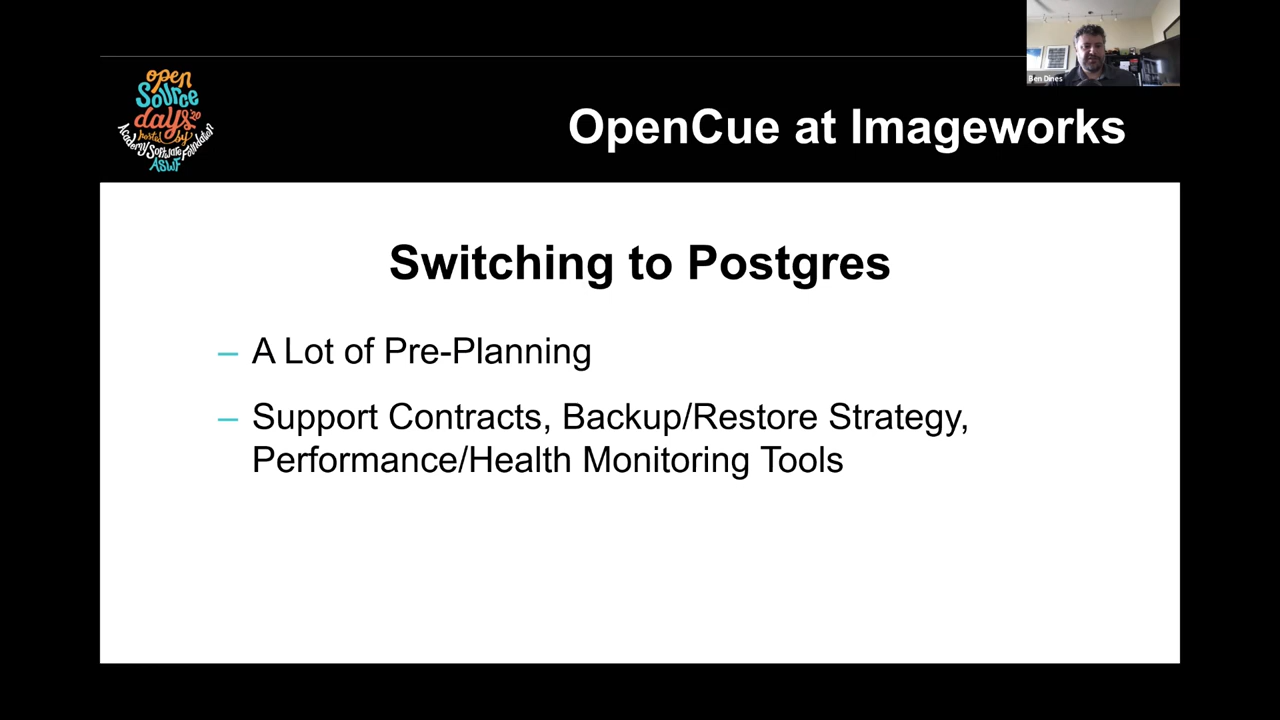 Ben Dines
open
Source
days '20
hosted by
Academy Software Foundation
ASWF
OpenCue at Imageworks
Switching to Postgres
– A Lot of Pre-Planning
– Support Contracts, Backup/Restore Strategy,
Performance/Health Monitoring Tools